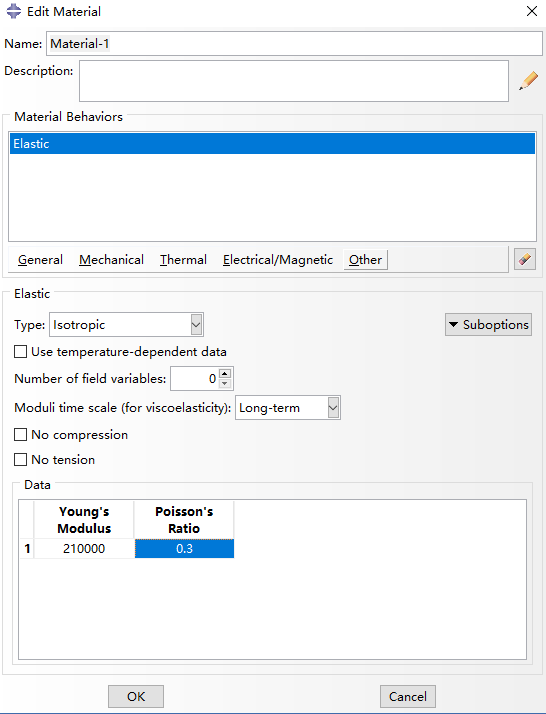 Edit Material
Name: Material-1
Description:
Material Behaviors
Elastic
General Mechanical Thermal Electrical/Magnetic Other
Elastic
Type: Isotropic
Suboptions
Use temperature-dependent data
Number of field variables: 0
Moduli time scale (for viscoelasticity): Long-term
No compression
No tension
Data
Young's Poisson's
Modulus Ratio
1 210000 0.3
OK Cancel